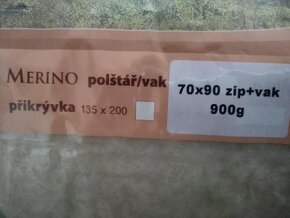 MERINO polštář/vak
přikrývka 135 x 200
70x90 zip+vak
900g